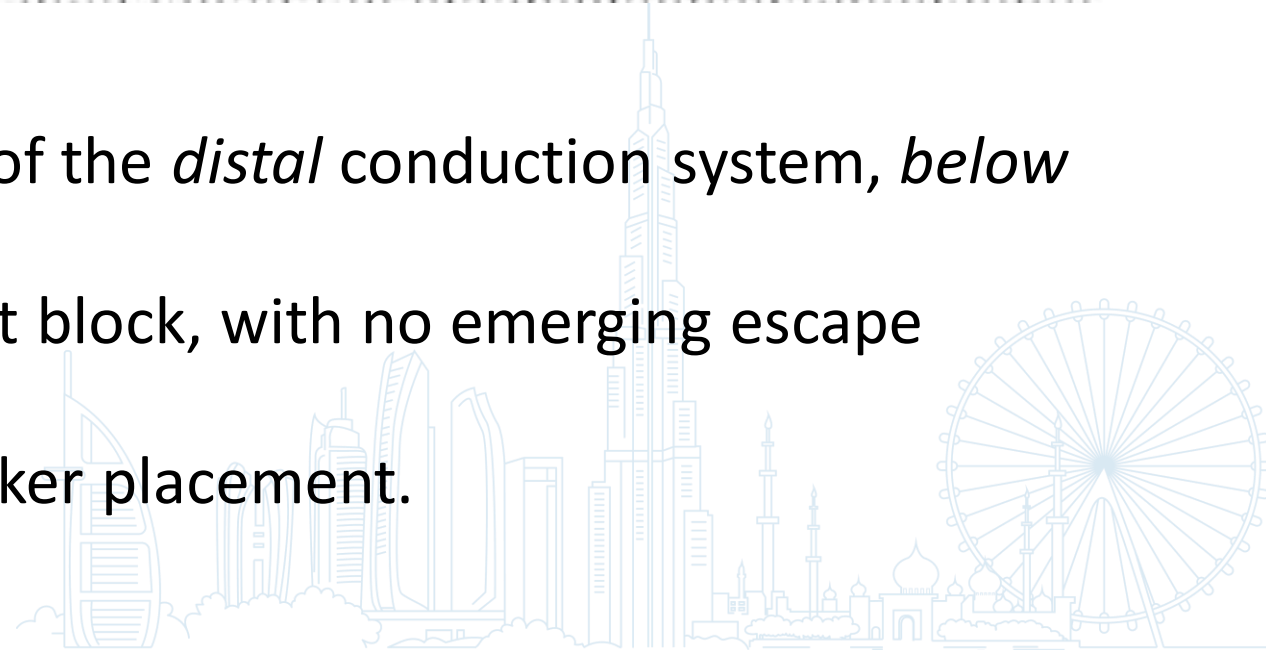 of the distal conduction system, below
t block, with no emerging escape
ker placement.